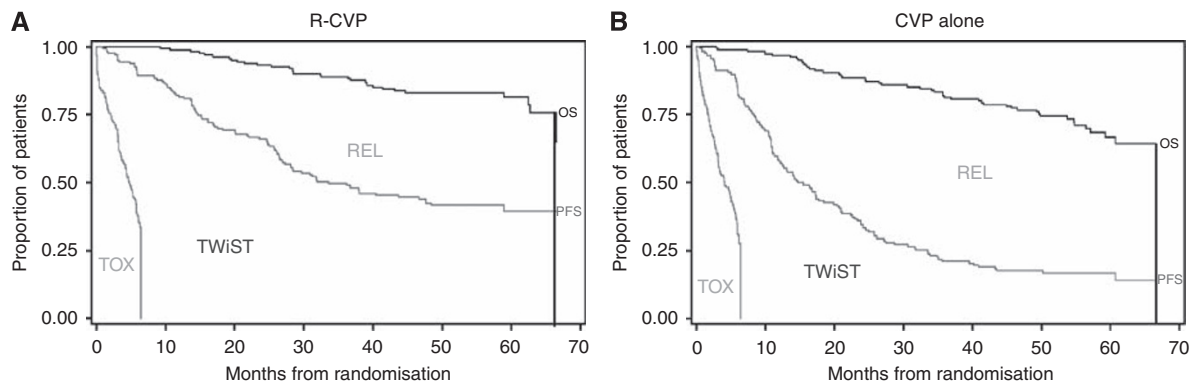 A
R-CVP
Proportion of patients
1.00
0.75
0.50
0.25
0.00
OS
REL
PFS
TWiST
TOX
0 10 20 30 40 50 60 70
Months from randomisation
B
CVP alone
Proportion of patients
1.00
0.75
0.50
0.25
0.00
OS
REL
TWiST
PFS
TOX
0 10 20 30 40 50 60 70
Months from randomisation